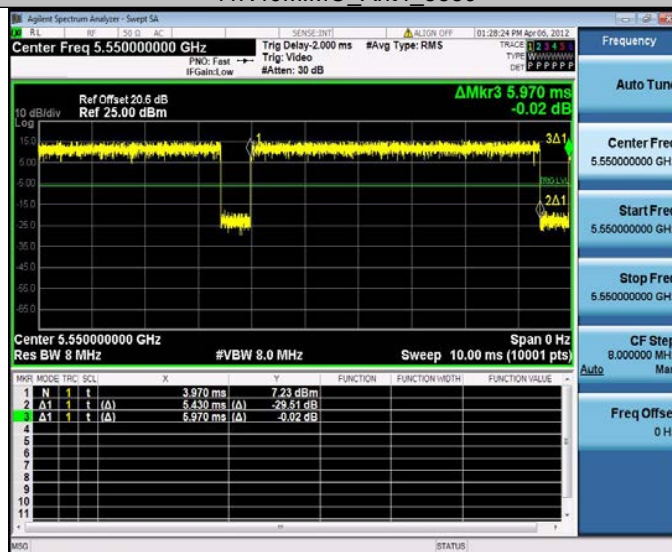 Agilent Spectrum Analyzer - Swept SA
RL RF 50 Ω AC SENSE:INT ALIGN OFF 01:28:24 PM Apr 06, 2012
Center Freq 5.550000000 GHz
PNO: Fast
IFGain:Low
Trig Delay-2.000 ms
Trig: Video
#Atten: 30 dB
#Avg Type: RMS
TRACE 1 2 3 4 5 6
TYPE WWWWWW
DET P P P P P P
ΔMkr3 5.970 ms
-0.02 dB
Ref Offset 20.6 dB
10 dB/div Ref 25.00 dBm
Log
15.0
5.00
-5.00
-15.0
-25.0
-35.0
-45.0
-55.0
-65.0
1
3Δ1
TRIG LVL
2Δ1
Center 5.550000000 GHz Span 0 Hz
Res BW 8 MHz #VBW 8.0 MHz Sweep 10.00 ms (10001 pts)
MKR MODE TRC SCL X Y FUNCTION FUNCTION WIDTH FUNCTION VALUE
1 N 1 t 3.970 ms 7.23 dBm
2 Δ1 1 t (Δ) 5.430 ms (Δ) -29.51 dB
3 Δ1 1 t (Δ) 5.970 ms (Δ) -0.02 dB
4
5
6
7
8
9
10
11
MSG STATUS
Frequency
Auto Tune
Center Freq
5.550000000 GH
Start Freq
5.550000000 GH
Stop Freq
5.550000000 GH
CF Step
8.000000 MH
Auto Man
Freq Offse
0 H